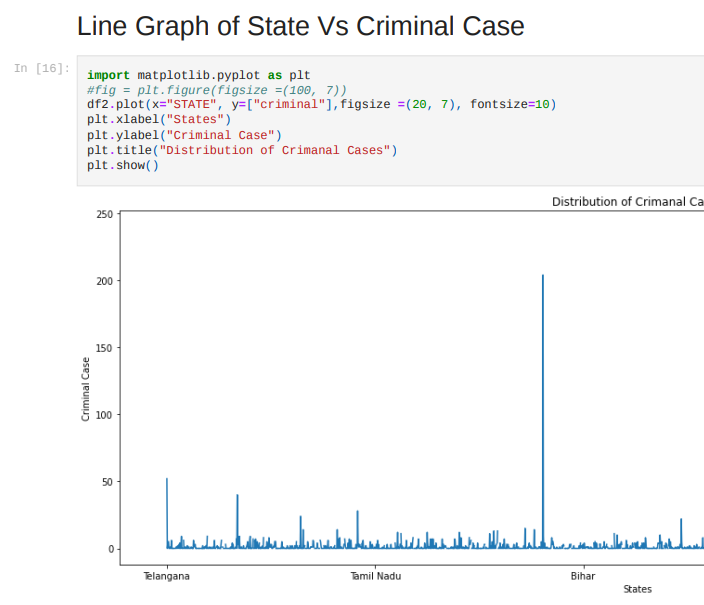 Line Graph of State Vs Criminal Case
In [16]:
import matplotlib.pyplot as plt
#fig = plt.figure(figsize =(100, 7))
df2.plot(x="STATE", y=["criminal"],figsize =(20, 7), fontsize=10)
plt.xlabel("States")
plt.ylabel("Criminal Case")
plt.title("Distribution of Crimanal Cases")
plt.show()
Distribution of Crimanal Ca
250
200
150
100
50
0
Criminal Case
Telangana Tamil Nadu Bihar
States